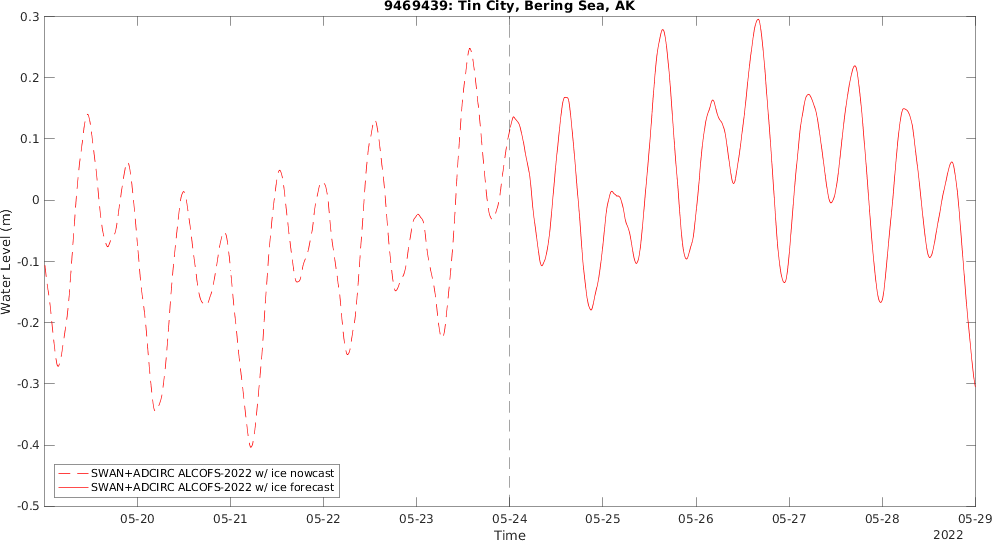 9469439: Tin City, Bering Sea, AK
0.3
0.2
0.1
0
-0.1
-0.2
-0.3
-0.4
-0.5
Water Level (m)
SWAN+ADCIRC ALCOFS-2022 w/ ice nowcast
SWAN+ADCIRC ALCOFS-2022 w/ ice forecast
05-20 05-21 05-22 05-23 05-24 05-25 05-26 05-27 05-28 05-29
Time
2022